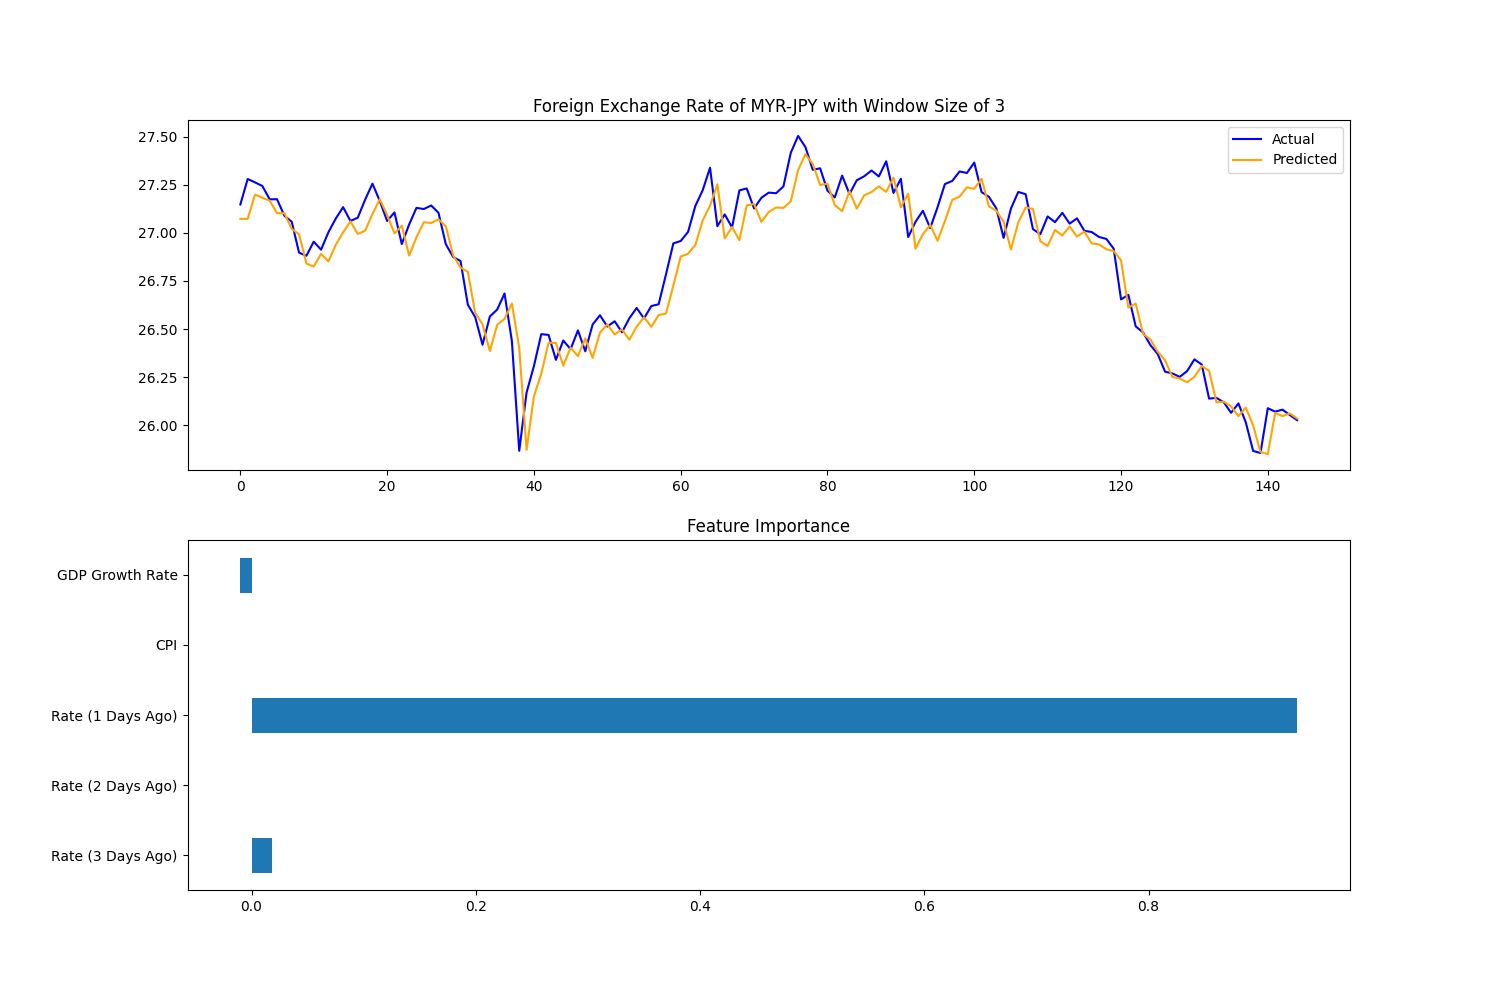 Foreign Exchange Rate of MYR-JPY with Window Size of 3
27.50
27.25
27.00
26.75
26.50
26.25
26.00
Actual
Predicted
0 20 40 60 80 100 120 140
Feature Importance
GDP Growth Rate
CPI
Rate (1 Days Ago)
Rate (2 Days Ago)
Rate (3 Days Ago)
0.0 0.2 0.4 0.6 0.8